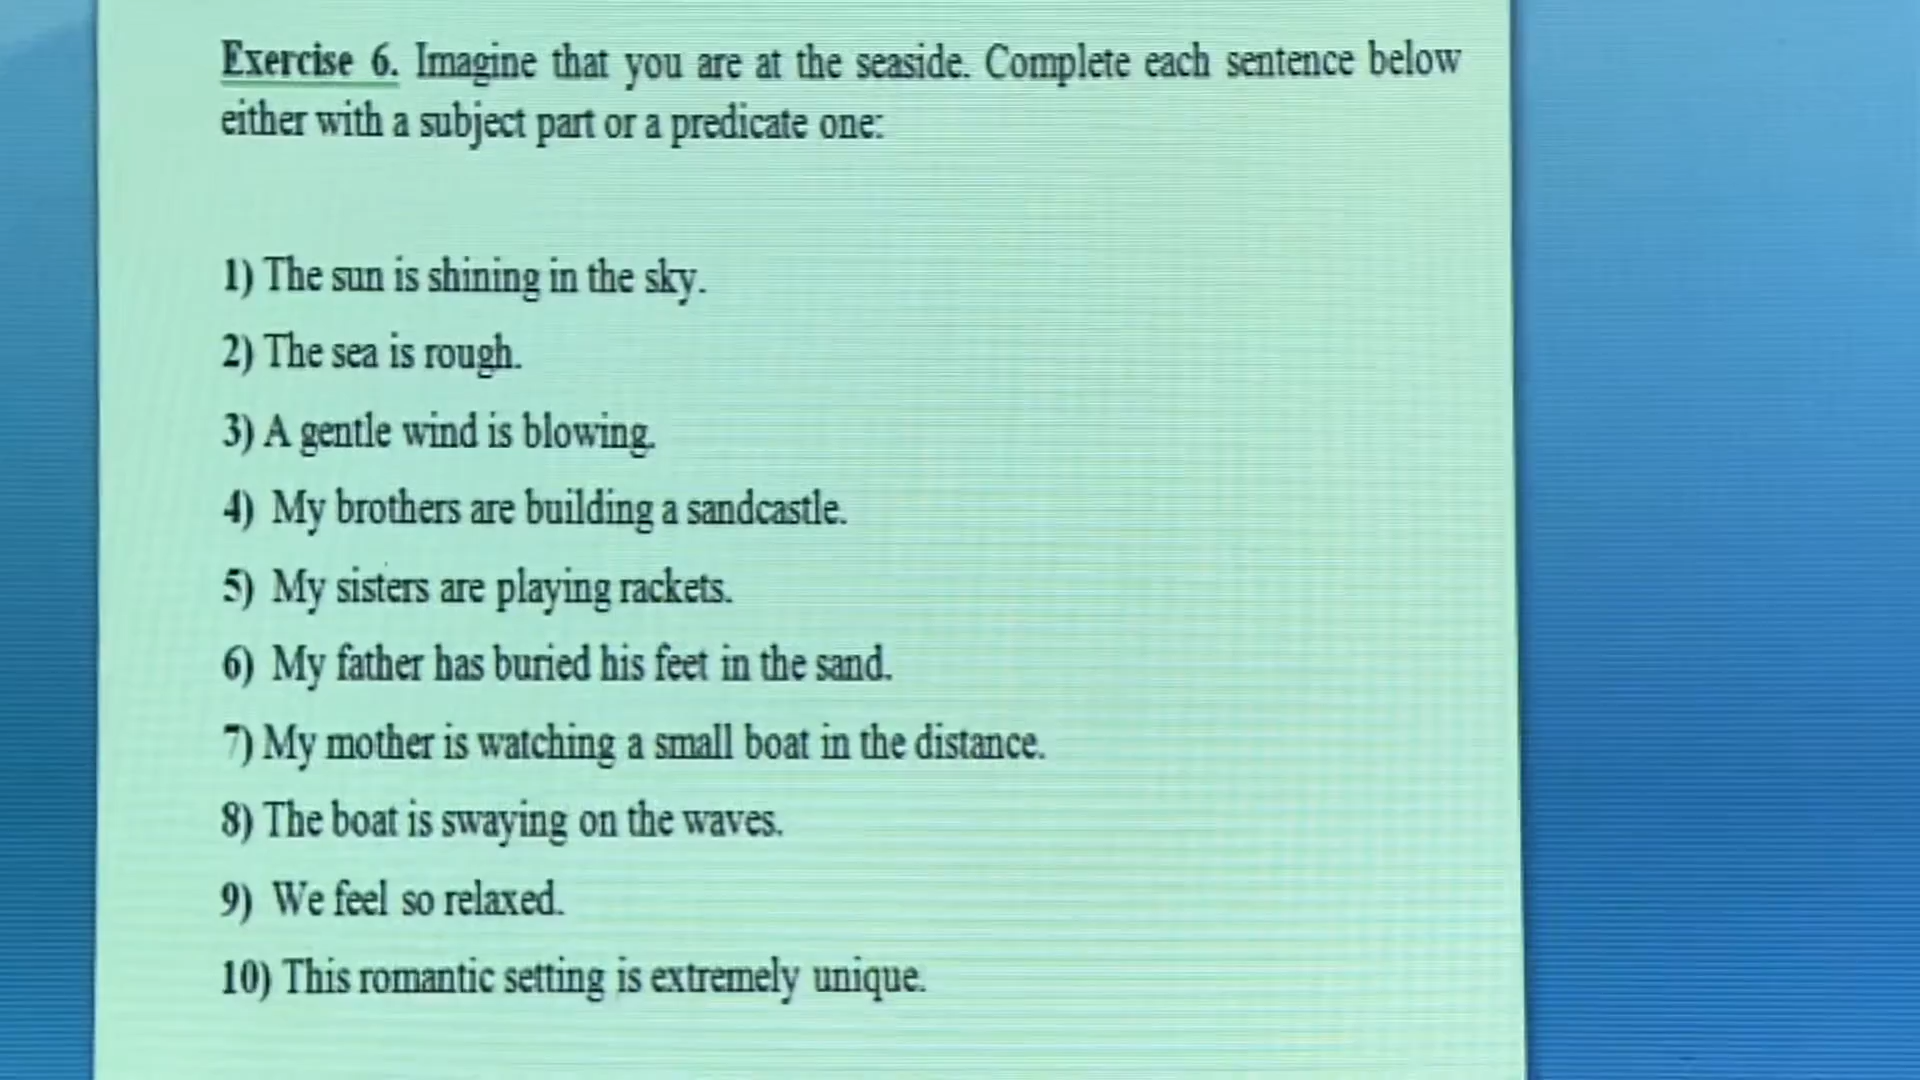 Exercise 6. Imagine that you are at the seaside. Complete each sentence below
either with a subject part or a predicate one:
1) The sun is shining in the sky.
2) The sea is rough.
3) A gentle wind is blowing.
4) My brothers are building a sandcastle.
5) My sisters are playing rackets.
6) My father has buried his feet in the sand.
7) My mother is watching a small boat in the distance.
8) The boat is swaying on the waves.
9) We feel so relaxed.
10) This romantic setting is extremely unique.